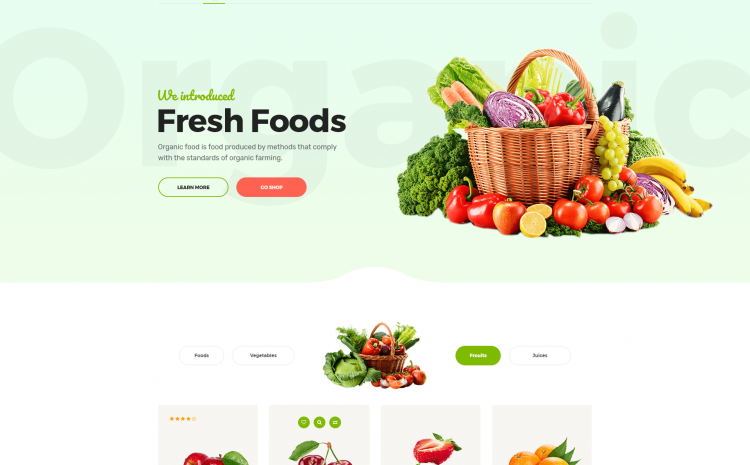 Organic
We introduced
Fresh Foods
Organic food is food produced by methods that comply
with the standards of organic farming.
LEARN MORE
GO SHOP
Foods
Vegetables
Freuits
Juices